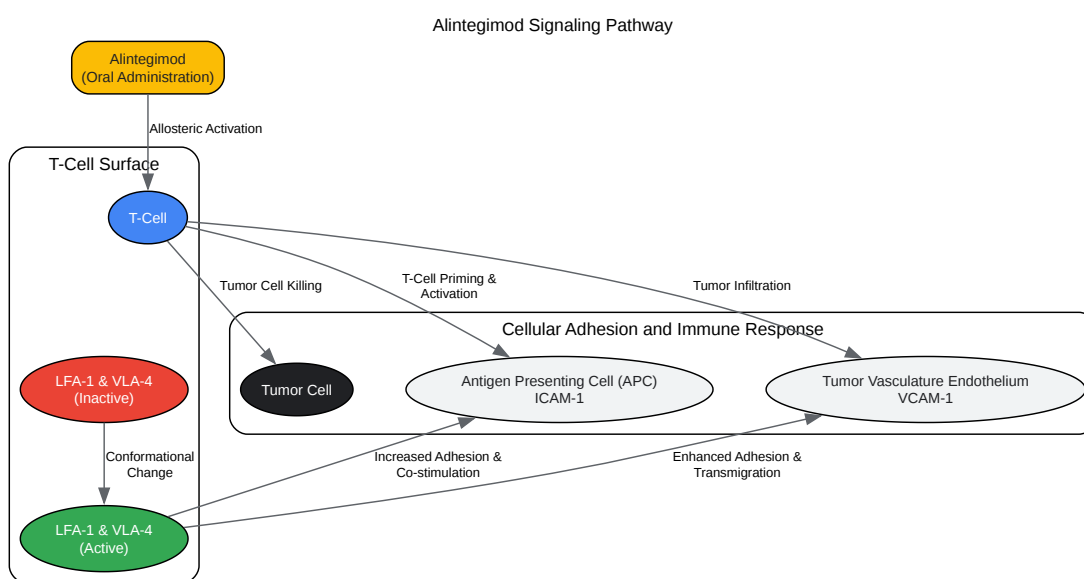 Alintegimod Signaling Pathway
Alintegimod
(Oral Administration)
Allosteric Activation
T-Cell Surface
T-Cell
Tumor Cell Killing
T-Cell Priming &
Activation
Tumor Infiltration
Cellular Adhesion and Immune Response
LFA-1 & VLA-4
(Inactive)
Tumor Cell
Antigen Presenting Cell (APC)
ICAM-1
Tumor Vasculature Endothelium
VCAM-1
Conformational
Change
Increased Adhesion &
Co-stimulation
Enhanced Adhesion &
Transmigration
LFA-1 & VLA-4
(Active)